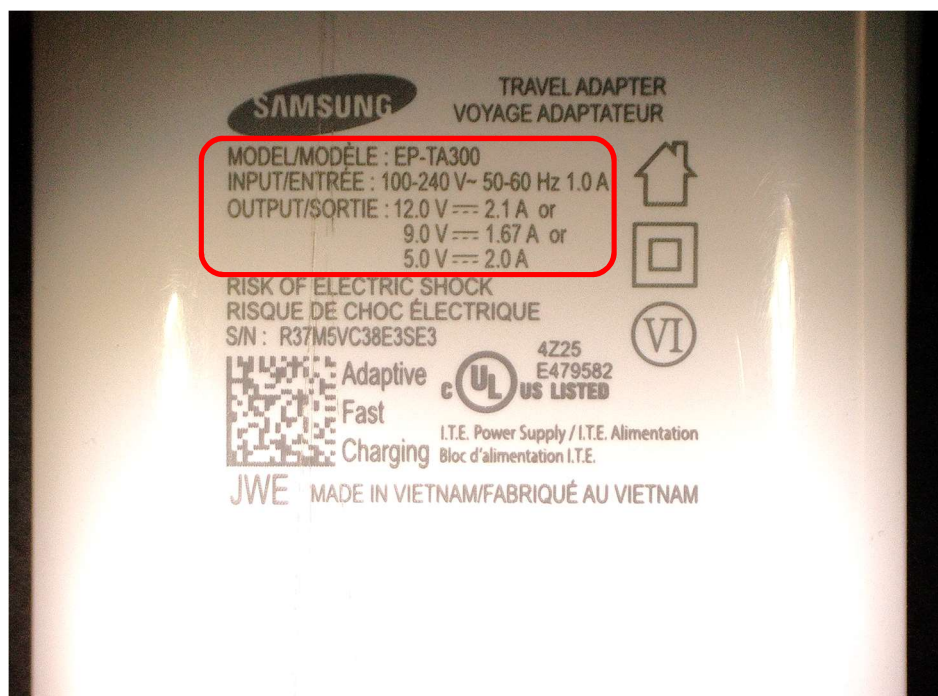 SAMSUNG
TRAVEL ADAPTER
VOYAGE ADAPTATEUR
MODEL/MODÈLE : EP-TA300
INPUT/ENTRÉE : 100-240 V~ 50-60 Hz 1.0 A
OUTPUT/SORTIE : 12.0 V ⎓ 2.1 A or
9.0 V ⎓ 1.67 A or
5.0 V ⎓ 2.0 A
RISK OF ELECTRIC SHOCK
RISQUE DE CHOC ÉLECTRIQUE
S/N : R37M5VC38E3SE3
VI
Adaptive
Fast
Charging
4Z25
E479582
C UL US LISTED
I.T.E. Power Supply / I.T.E. Alimentation
Bloc d'alimentation I.T.E.
JWE MADE IN VIETNAM/FABRIQUÉ AU VIETNAM